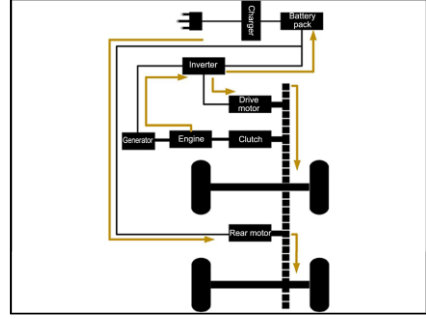 Charger
Battery
pack
Inverter
Drive
motor
Generator
Engine
Clutch
Rear motor